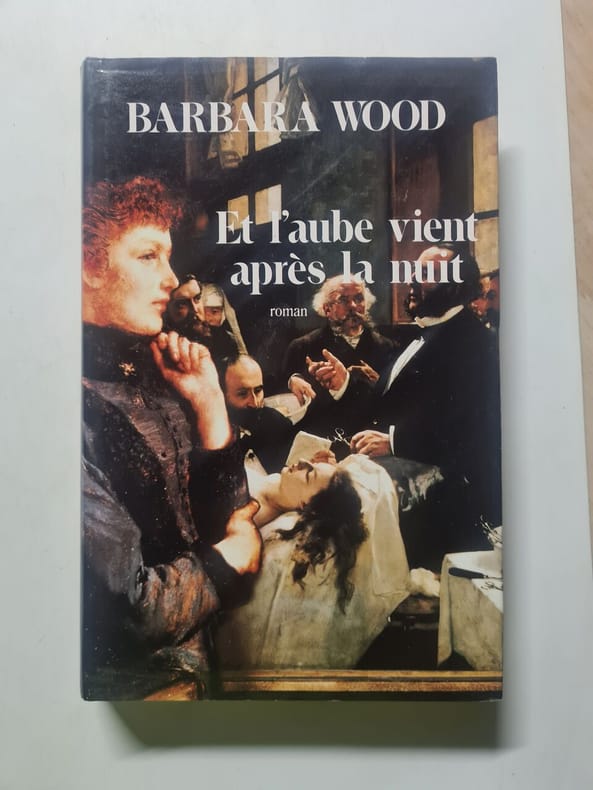 BARBARA WOOD
Et l'aube vient
après la nuit
roman